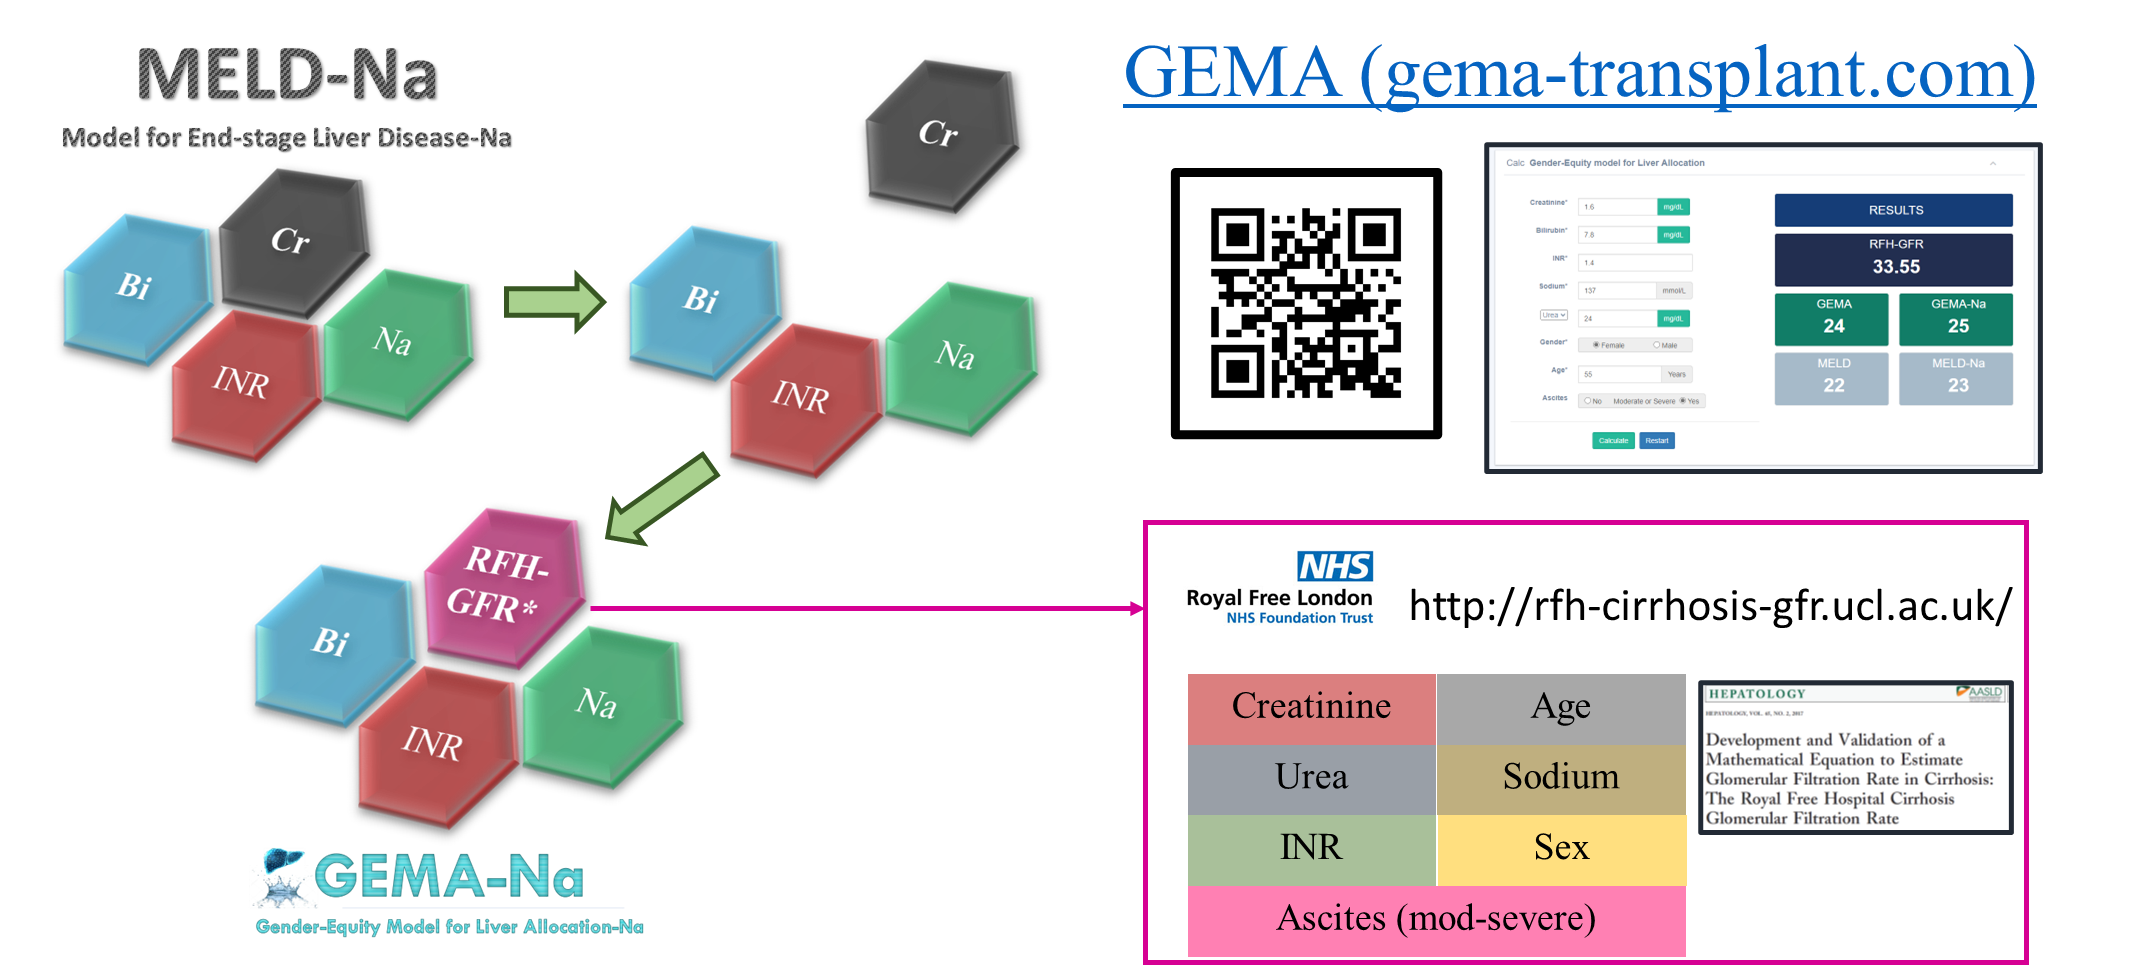 MELD-Na
Model for End-stage Liver Disease-Na
Bi
Cr
INR
Na
Cr
Bi
INR
Na
RFH-
GFR*
Bi
INR
Na
GEMA-Na
Gender-Equity Model for Liver Allocation-Na
GEMA (gema-transplant.com)
Calc Gender-Equity model for Liver Allocation
Creatinine* 1.6 mg/dL
Bilirubin* 7.8 mg/dL
INR* 1.4
Sodium* 137 mmol/L
Urea 24 mg/dL
Gender* Female Male
Age* 55 Years
Ascites No Moderate or Severe Yes
Calculate Restart
RESULTS
RFH-GFR
33.55
GEMA GEMA-Na
24 25
MELD MELD-Na
22 23
NHS
Royal Free London
NHS Foundation Trust
http://rfh-cirrhosis-gfr.ucl.ac.uk/
Creatinine Age
Urea Sodium
INR Sex
Ascites (mod-severe)
HEPATOLOGY
AASLD
HEPATOLOGY, VOL. 65, NO. 2, 2017
Development and Validation of a
Mathematical Equation to Estimate
Glomerular Filtration Rate in Cirrhosis:
The Royal Free Hospital Cirrhosis
Glomerular Filtration Rate